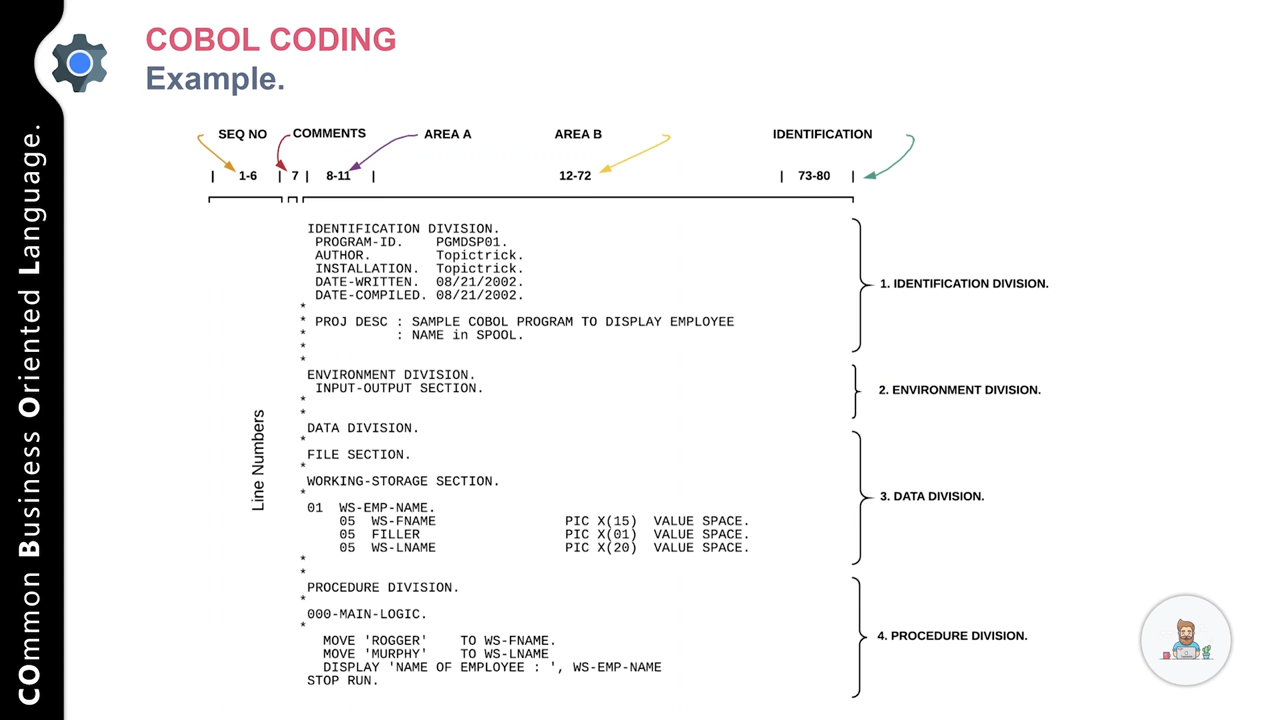 COBOL CODING
Example.
COmmon Business Oriented Language.
SEQ NO COMMENTS AREA A AREA B IDENTIFICATION
| 1-6 | 7 | 8-11 | 12-72 | 73-80 |
Line Numbers
IDENTIFICATION DIVISION.
PROGRAM-ID. PGMDSP01.
AUTHOR. Topictrick.
INSTALLATION. Topictrick.
DATE-WRITTEN. 08/21/2002.
DATE-COMPILED. 08/21/2002.
*
* PROJ DESC : SAMPLE COBOL PROGRAM TO DISPLAY EMPLOYEE
* : NAME in SPOOL.
*
*
ENVIRONMENT DIVISION.
INPUT-OUTPUT SECTION.
*
*
DATA DIVISION.
*
FILE SECTION.
*
WORKING-STORAGE SECTION.
*
01 WS-EMP-NAME.
05 WS-FNAME PIC X(15) VALUE SPACE.
05 FILLER PIC X(01) VALUE SPACE.
05 WS-LNAME PIC X(20) VALUE SPACE.
*
*
PROCEDURE DIVISION.
*
000-MAIN-LOGIC.
*
MOVE 'ROGGER' TO WS-FNAME.
MOVE 'MURPHY' TO WS-LNAME
DISPLAY 'NAME OF EMPLOYEE : ', WS-EMP-NAME
STOP RUN.
1. IDENTIFICATION DIVISION.
2. ENVIRONMENT DIVISION.
3. DATA DIVISION.
4. PROCEDURE DIVISION.